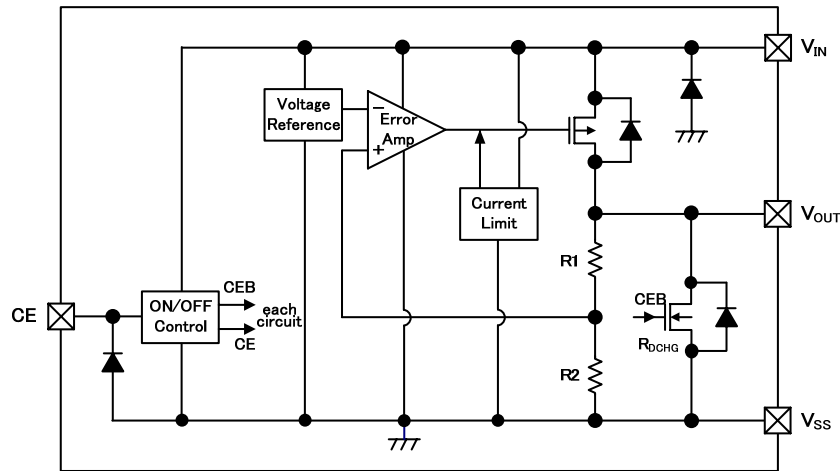 V_IN
Voltage
Reference
−
Error
Amp
+
Current
Limit
V_OUT
R1
CE
ON/OFF
Control
CEB
each
circuit
CE
CEB
R_DCHG
R2
V_SS